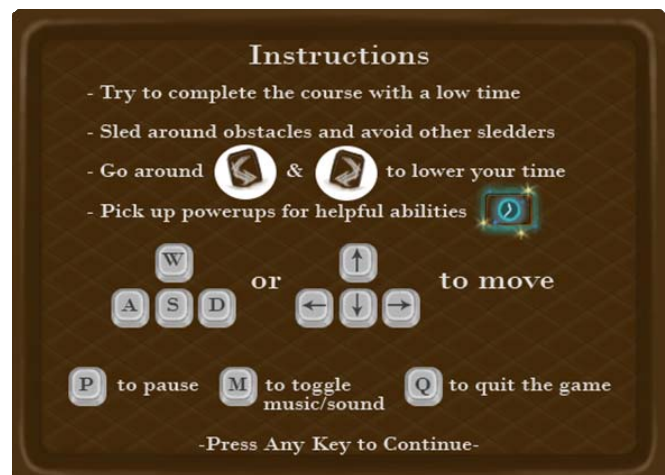 Instructions
- Try to complete the course with a low time
- Sled around obstacles and avoid other sledders
- Go around & to lower your time
- Pick up powerups for helpful abilities
W
A S D or ↑ ← ↓ → to move
P to pause M to toggle music/sound Q to quit the game
-Press Any Key to Continue-